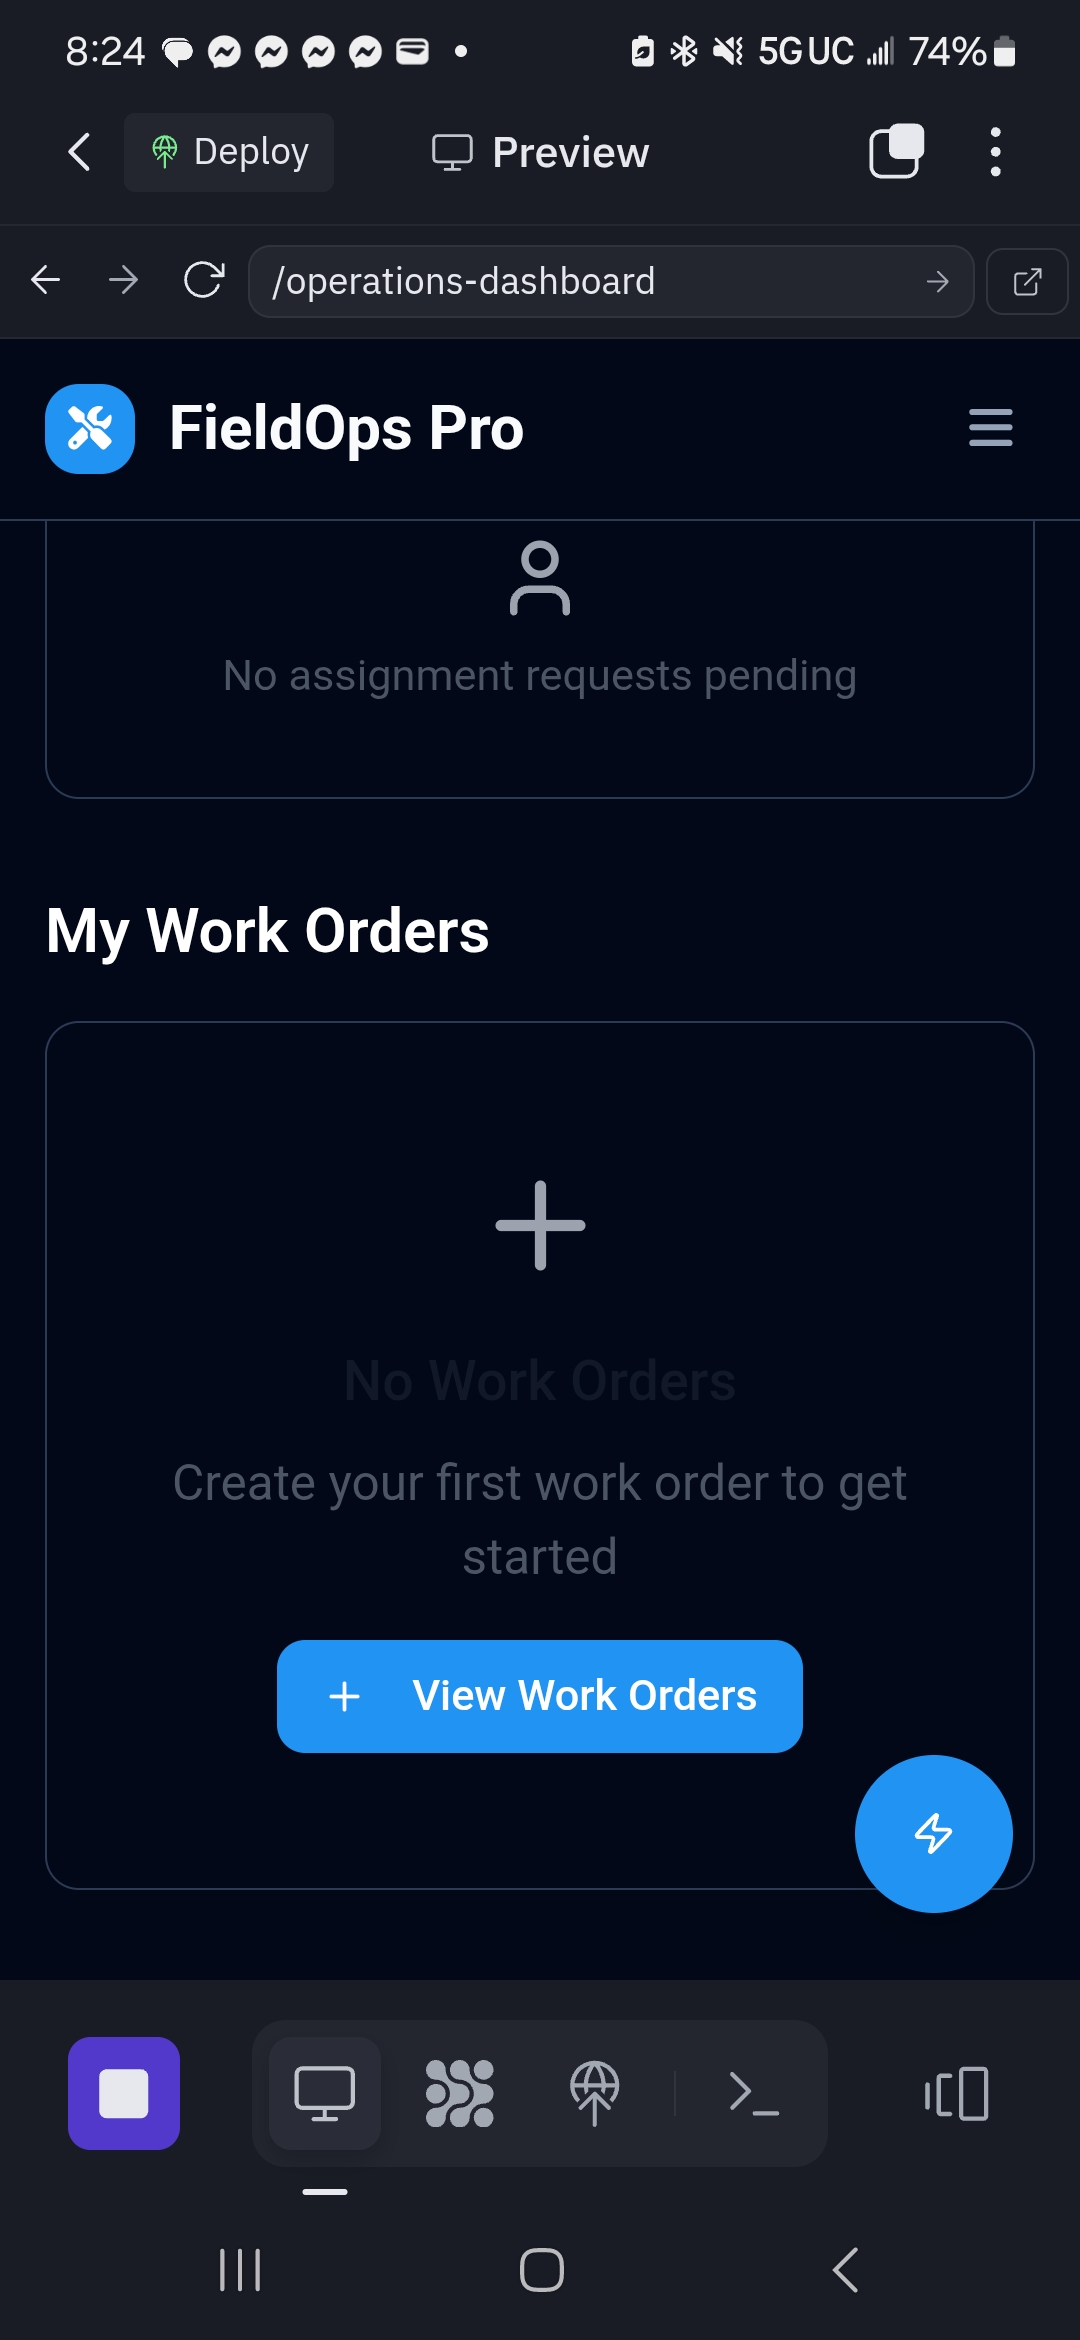 8:24
5G UC 74%
Deploy
Preview
/operations-dashboard
FieldOps Pro
No assignment requests pending
My Work Orders
No Work Orders
Create your first work order to get
started
View Work Orders